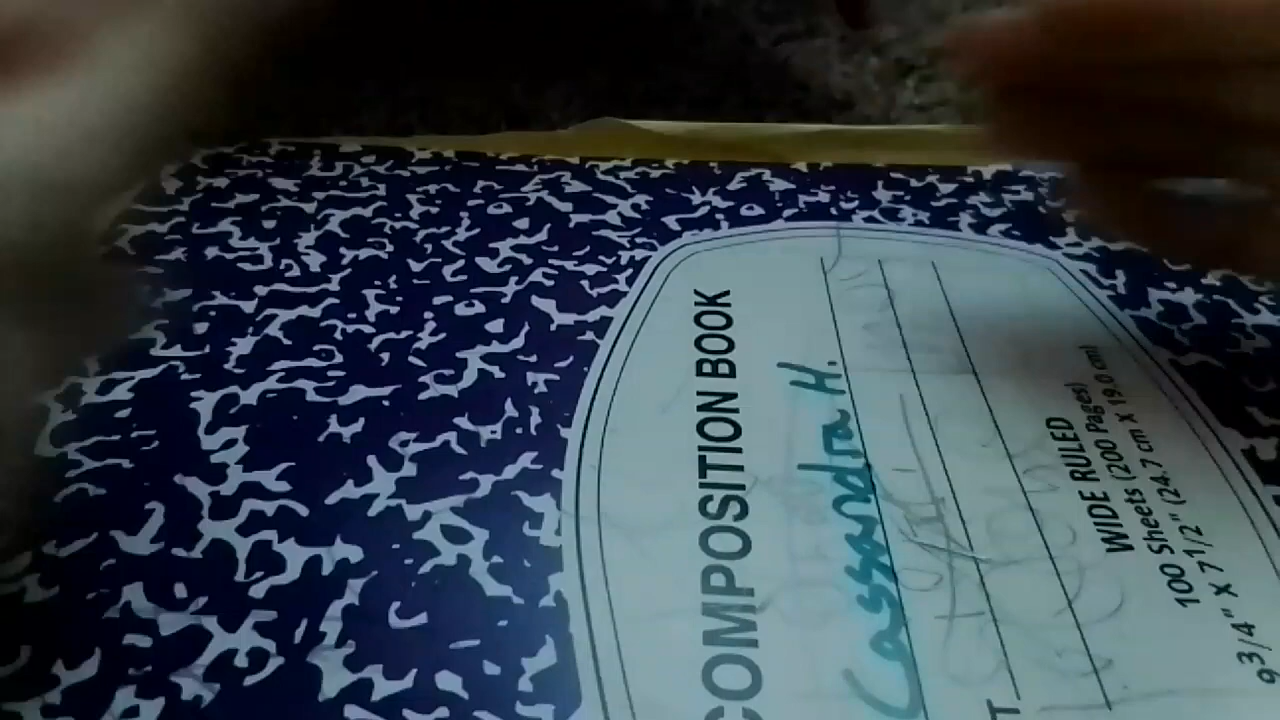 COMPOSITION BOOK
Cassandra H.
WIDE RULED
100 Sheets (200 Pages)
9 3/4" X 7 1/2" (24.7 cm X 19.0 cm)